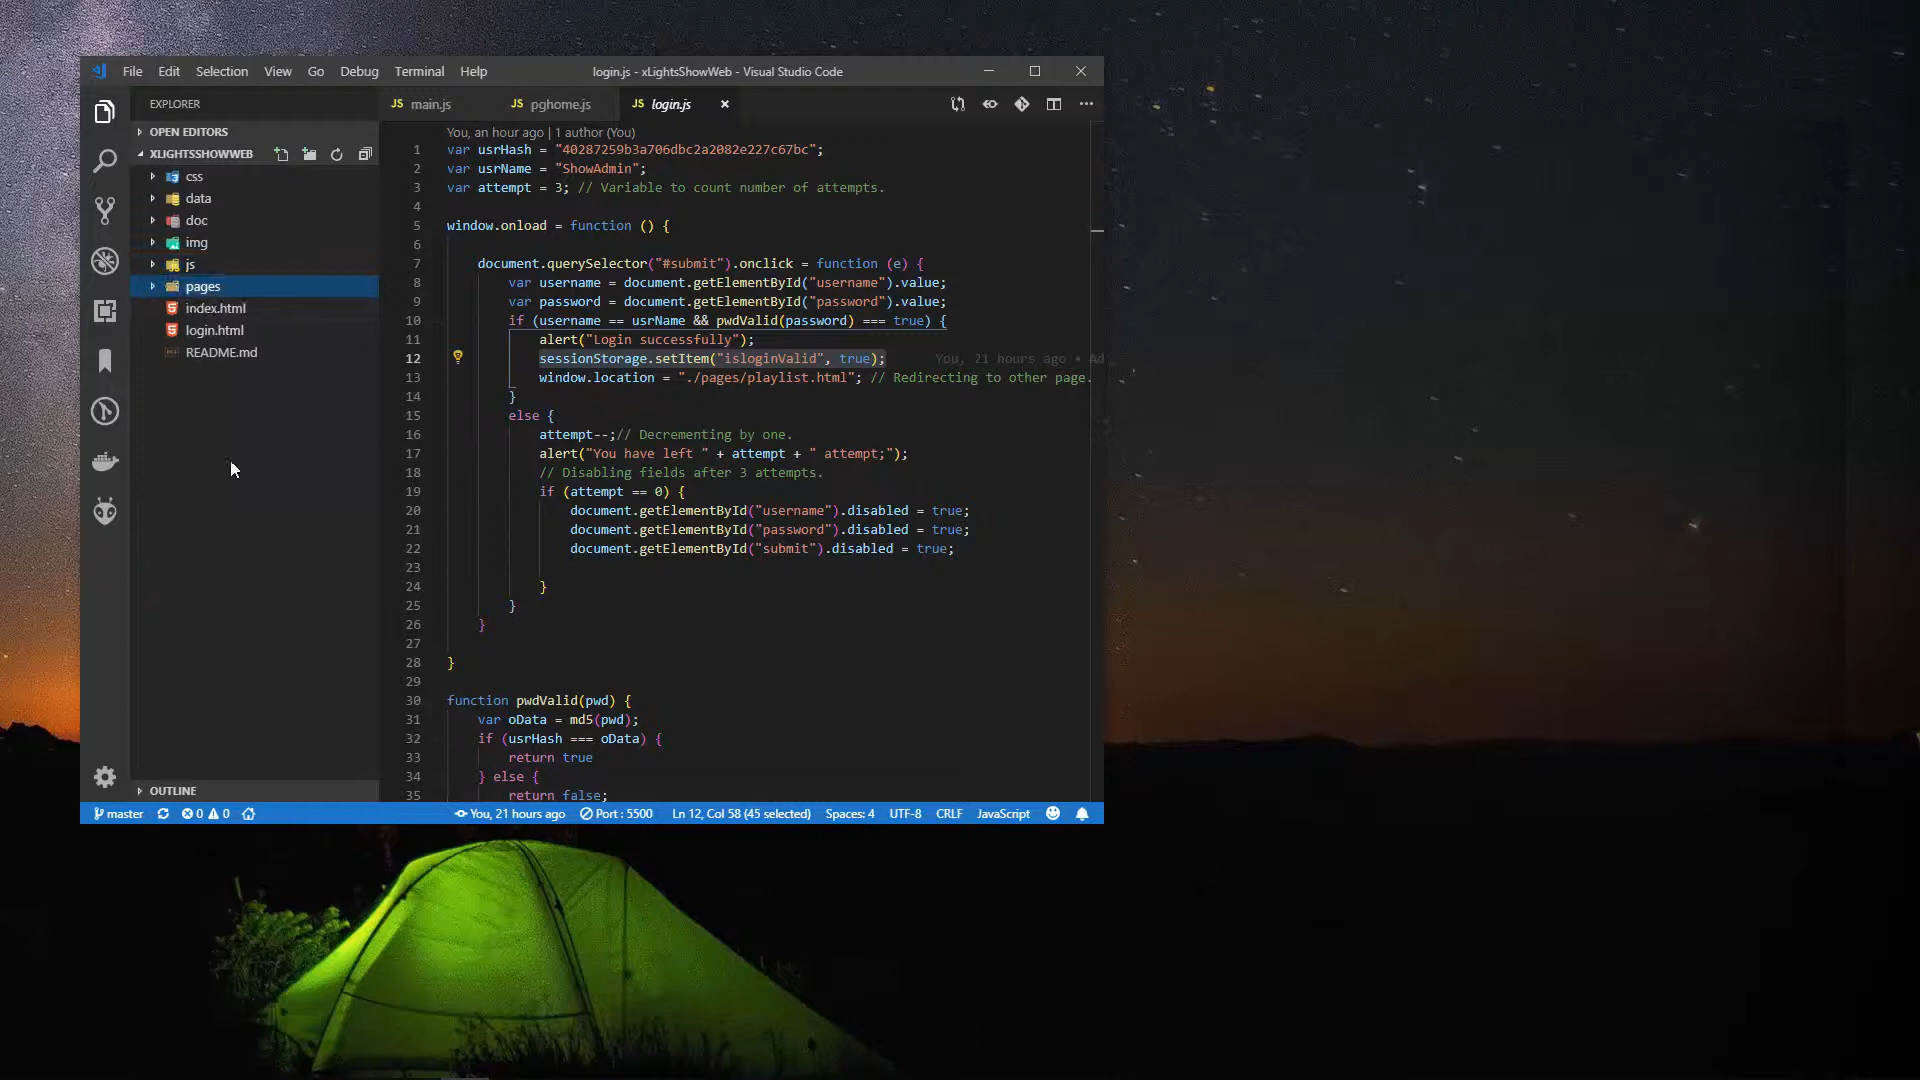 File Edit Selection View Go Debug Terminal Help login.js - xLightsShowWeb - Visual Studio Code
EXPLORER
OPEN EDITORS
XLIGHTSSHOWWEB
css
data
doc
img
js
pages
index.html
login.html
README.md
OUTLINE
JS main.js JS pghome.js JS login.js
You, an hour ago | 1 author (You)
1 var usrHash = "40287259b3a706dbc2a2082e227c67bc";
2 var usrName = "ShowAdmin";
3 var attempt = 3; // Variable to count number of attempts.
4
5 window.onload = function () {
6
7 document.querySelector("#submit").onclick = function (e) {
8 var username = document.getElementById("username").value;
9 var password = document.getElementById("password").value;
10 if (username == usrName && pwdValid(password) === true) {
11 alert("Login successfully");
12 sessionStorage.setItem("isloginValid", true); You, 21 hours ago • Ad
13 window.location = "./pages/playlist.html"; // Redirecting to other page.
14 }
15 else {
16 attempt--;// Decrementing by one.
17 alert("You have left " + attempt + " attempt;");
18 // Disabling fields after 3 attempts.
19 if (attempt == 0) {
20 document.getElementById("username").disabled = true;
21 document.getElementById("password").disabled = true;
22 document.getElementById("submit").disabled = true;
23
24 }
25 }
26 }
27
28 }
29
30 function pwdValid(pwd) {
31 var oData = md5(pwd);
32 if (usrHash === oData) {
33 return true
34 } else {
35 return false;
master 0 0 You, 21 hours ago Port : 5500 Ln 12, Col 58 (45 selected) Spaces: 4 UTF-8 CRLF JavaScript